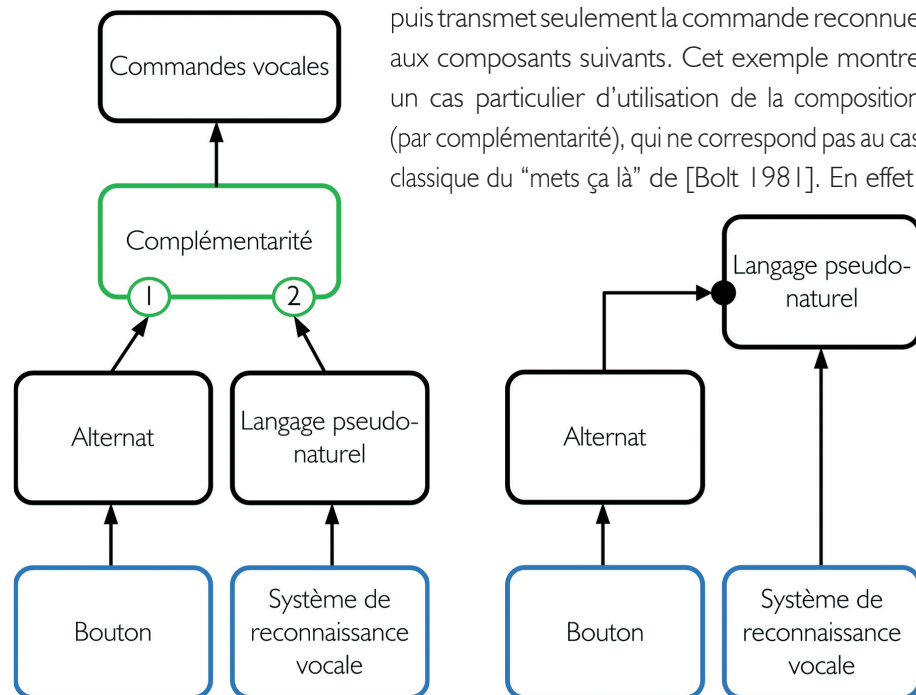 puis transmet seulement la commande reconnue
aux composants suivants. Cet exemple montre
un cas particulier d'utilisation de la composition
(par complémentarité), qui ne correspond pas au cas
classique du “mets ça là” de [Bolt 1981]. En effet
Commandes vocales
Complémentarité
1
2
Alternat
Langage pseudo-
naturel
Bouton
Système de
reconnaissance
vocale
Langage pseudo-
naturel
Alternat
Bouton
Système de
reconnaissance
vocale